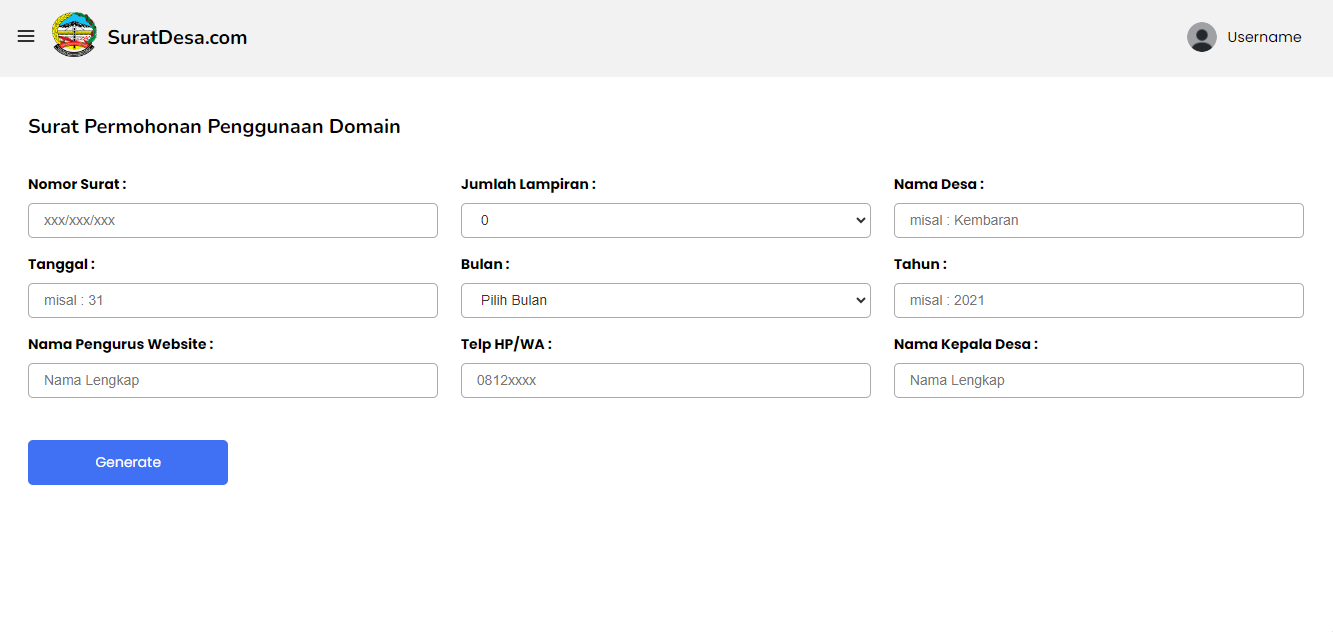 SuratDesa.com
Username
Surat Permohonan Penggunaan Domain
Nomor Surat :
Jumlah Lampiran :
Nama Desa :
xxx/xxx/xxx
0
misal : Kembaran
Tanggal :
Bulan :
Tahun :
misal : 31
Pilih Bulan
misal : 2021
Nama Pengurus Website :
Telp HP/WA :
Nama Kepala Desa :
Nama Lengkap
0812xxxx
Nama Lengkap
Generate